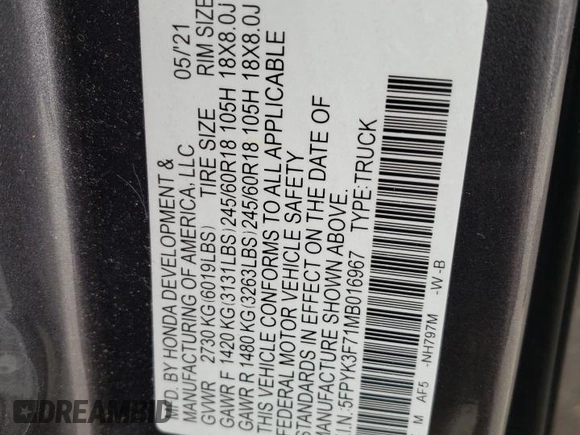 MFD. BY HONDA DEVELOPMENT &
MANUFACTURING OF AMERICA, LLC 05/'21
GVWR 2730 KG(6019LBS) TIRE SIZE RIM SIZE
GAWR F 1420 KG(3131LBS)245/60R18 105H 18X8.0J
GAWR R 1480 KG(3263LBS)245/60R18 105H 18X8.0J
THIS VEHICLE CONFORMS TO ALL APPLICABLE
FEDERAL MOTOR VEHICLE SAFETY
STANDARDS IN EFFECT ON THE DATE OF
MANUFACTURE SHOWN ABOVE.
V.I.N.:5FPYK3F71MB016967 TYPE:TRUCK
M AF5 -NH797M -W -B
DREAMBID
.COM